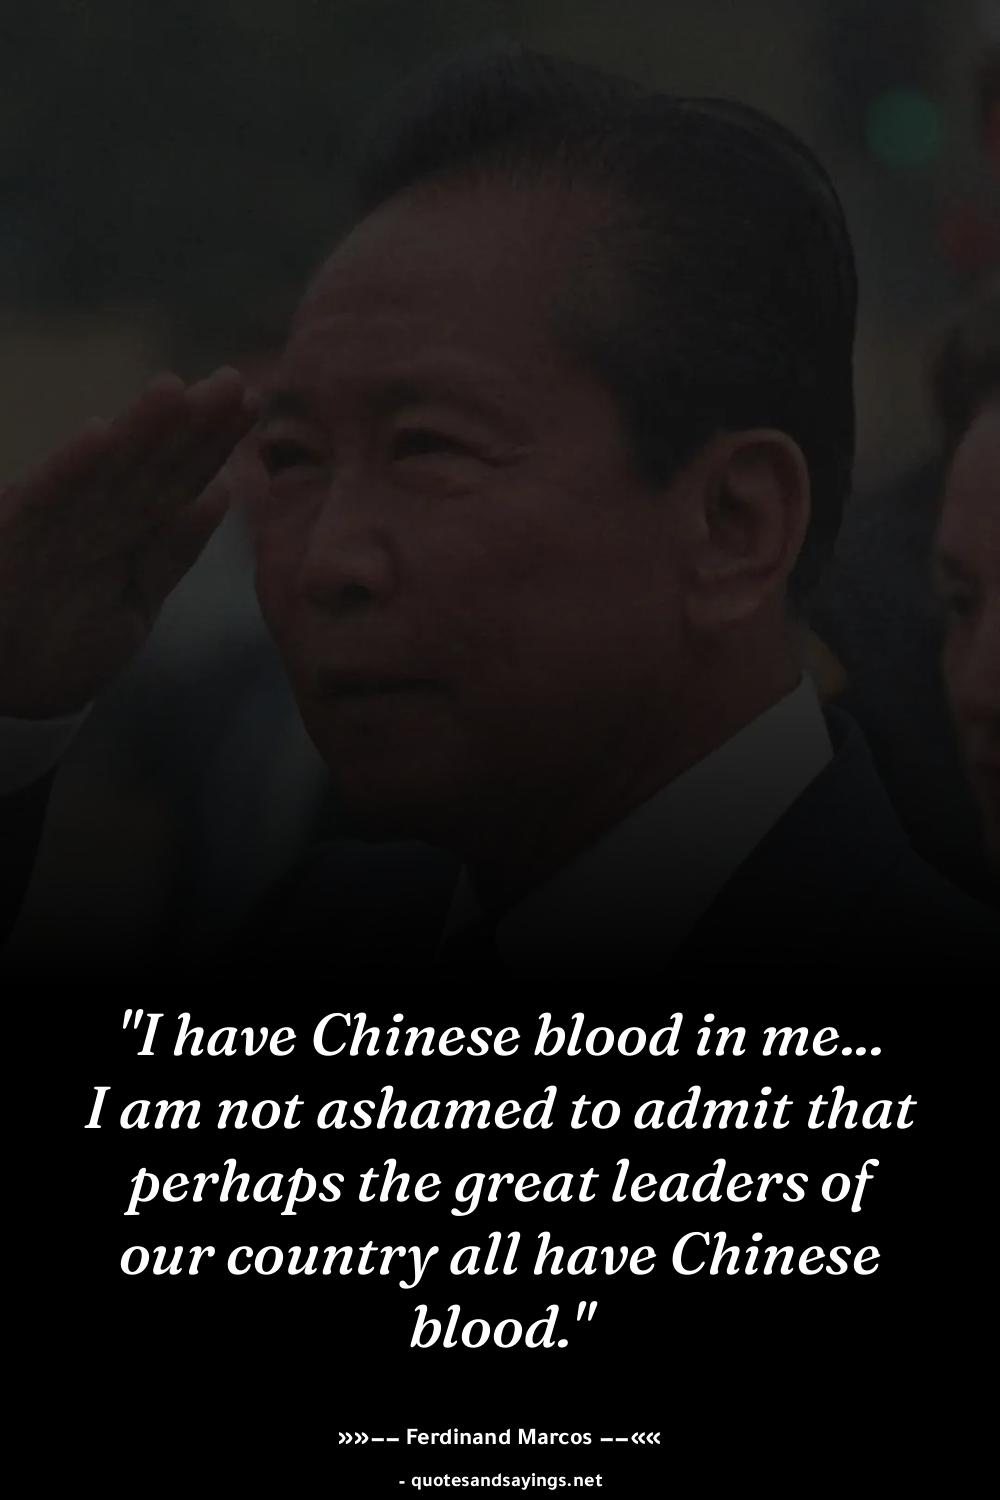 "I have Chinese blood in me...
I am not ashamed to admit that
perhaps the great leaders of
our country all have Chinese
blood."
»»–– Ferdinand Marcos ––««
- quotesandsayings.net